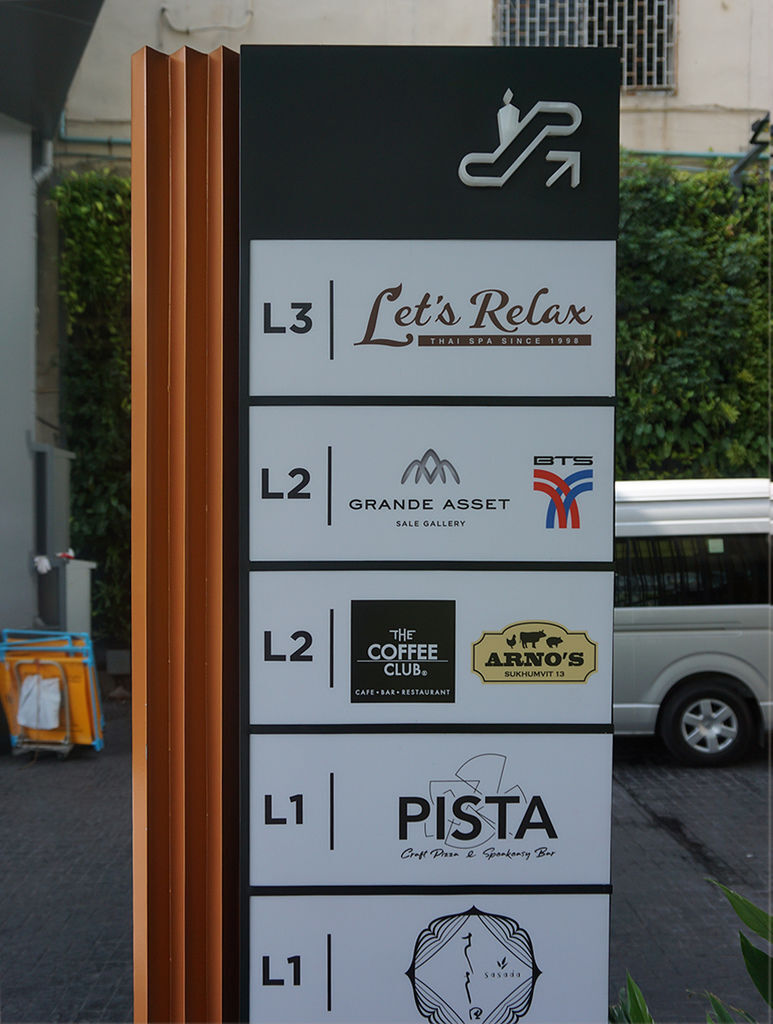 L3
Let's Relax
THAI SPA SINCE 1998
L2
GRANDE ASSET
SALE GALLERY
BTS
L2
THE
COFFEE
CLUB®
CAFE • BAR • RESTAURANT
ARNO'S
SUKHUMVIT 13
L1
PISTA
Craft Pizza & Speakeasy Bar
L1
sasada